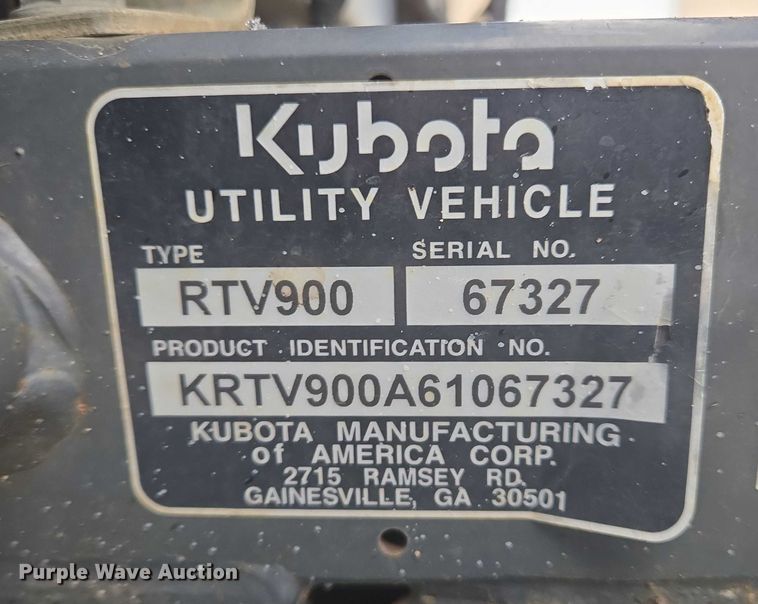 Kubota
UTILITY VEHICLE
TYPE SERIAL NO.
RTV900 67327
PRODUCT IDENTIFICATION NO.
KRTV900A61067327
KUBOTA MANUFACTURING
of AMERICA CORP.
2715 RAMSEY RD.
GAINESVILLE, GA 30501
Purple Wave Auction